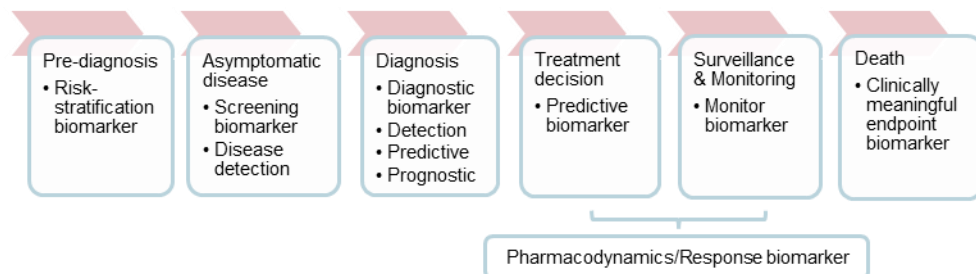 Pre-diagnosis
• Risk-
stratification
biomarker
Asymptomatic
disease
• Screening
biomarker
• Disease
detection
Diagnosis
• Diagnostic
biomarker
• Detection
• Predictive
• Prognostic
Treatment
decision
• Predictive
biomarker
Surveillance
& Monitoring
• Monitor
biomarker
Death
• Clinically
meaningful
endpoint
biomarker
Pharmacodynamics/Response biomarker